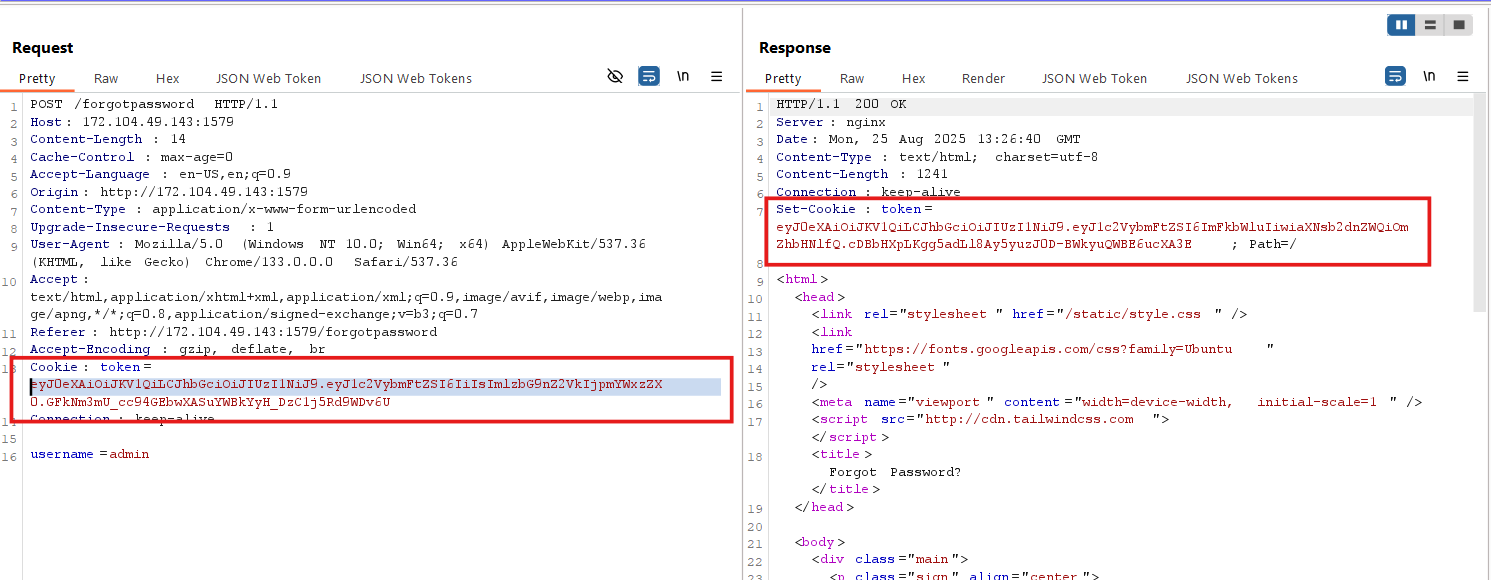 Request
Pretty Raw Hex JSON Web Token JSON Web Tokens \n
1 POST /forgotpassword HTTP/1.1
2 Host: 172.104.49.143:1579
3 Content-Length : 14
4 Cache-Control : max-age=0
5 Accept-Language : en-US,en;q=0.9
6 Origin: http://172.104.49.143:1579
7 Content-Type : application/x-www-form-urlencoded
8 Upgrade-Insecure-Requests : 1
9 User-Agent : Mozilla/5.0 (Windows NT 10.0; Win64; x64) AppleWebKit/537.36
(KHTML, like Gecko) Chrome/133.0.0.0 Safari/537.36
10 Accept :
text/html,application/xhtml+xml,application/xml;q=0.9,image/avif,image/webp,ima
ge/apng,*/*;q=0.8,application/signed-exchange;v=b3;q=0.7
11 Referer : http://172.104.49.143:1579/forgotpassword
12 Accept-Encoding : gzip, deflate, br
13 Cookie : token=
eyJ0eXAiOiJKV1QiLCJhbGciOiJIUzI1NiJ9.eyJ1c2VybmFtZSI6IiIsImlzbG9nZ2VkIjpmYWxzZX
0.GFkNm3mU_cc94GEbwXASuYWBkYyH_DzC1j5Rd9WDv6U
14 Connection : keep-alive
15
16 username =admin
Response
Pretty Raw Hex Render JSON Web Token JSON Web Tokens \n
1 HTTP/1.1 200 OK
2 Server : nginx
3 Date: Mon, 25 Aug 2025 13:26:40 GMT
4 Content-Type : text/html; charset=utf-8
5 Content-Length : 1241
6 Connection : keep-alive
7 Set-Cookie : token=
eyJ0eXAiOiJKV1QiLCJhbGciOiJIUzI1NiJ9.eyJ1c2VybmFtZSI6ImFkbWluIiwiaXNsb2dnZWQiOm
ZhbHNlfQ.cDBbHXpLKgg5adLl8Ay5yuzJ0D-BWkyuQWBE6ucXA3E ; Path=/
8
9 <html>
10 <head>
11 <link rel="stylesheet " href="/static/style.css " />
12 <link
13 href="https://fonts.googleapis.com/css?family=Ubuntu "
14 rel="stylesheet "
15 />
16 <meta name="viewport " content="width=device-width, initial-scale=1 " />
17 <script src="http://cdn.tailwindcss.com ">
</script>
18 <title>
Forgot Password?
</title>
19 </head>
20
21 <body>
22 <div class="main">
23 <p class="sign" align="center ">